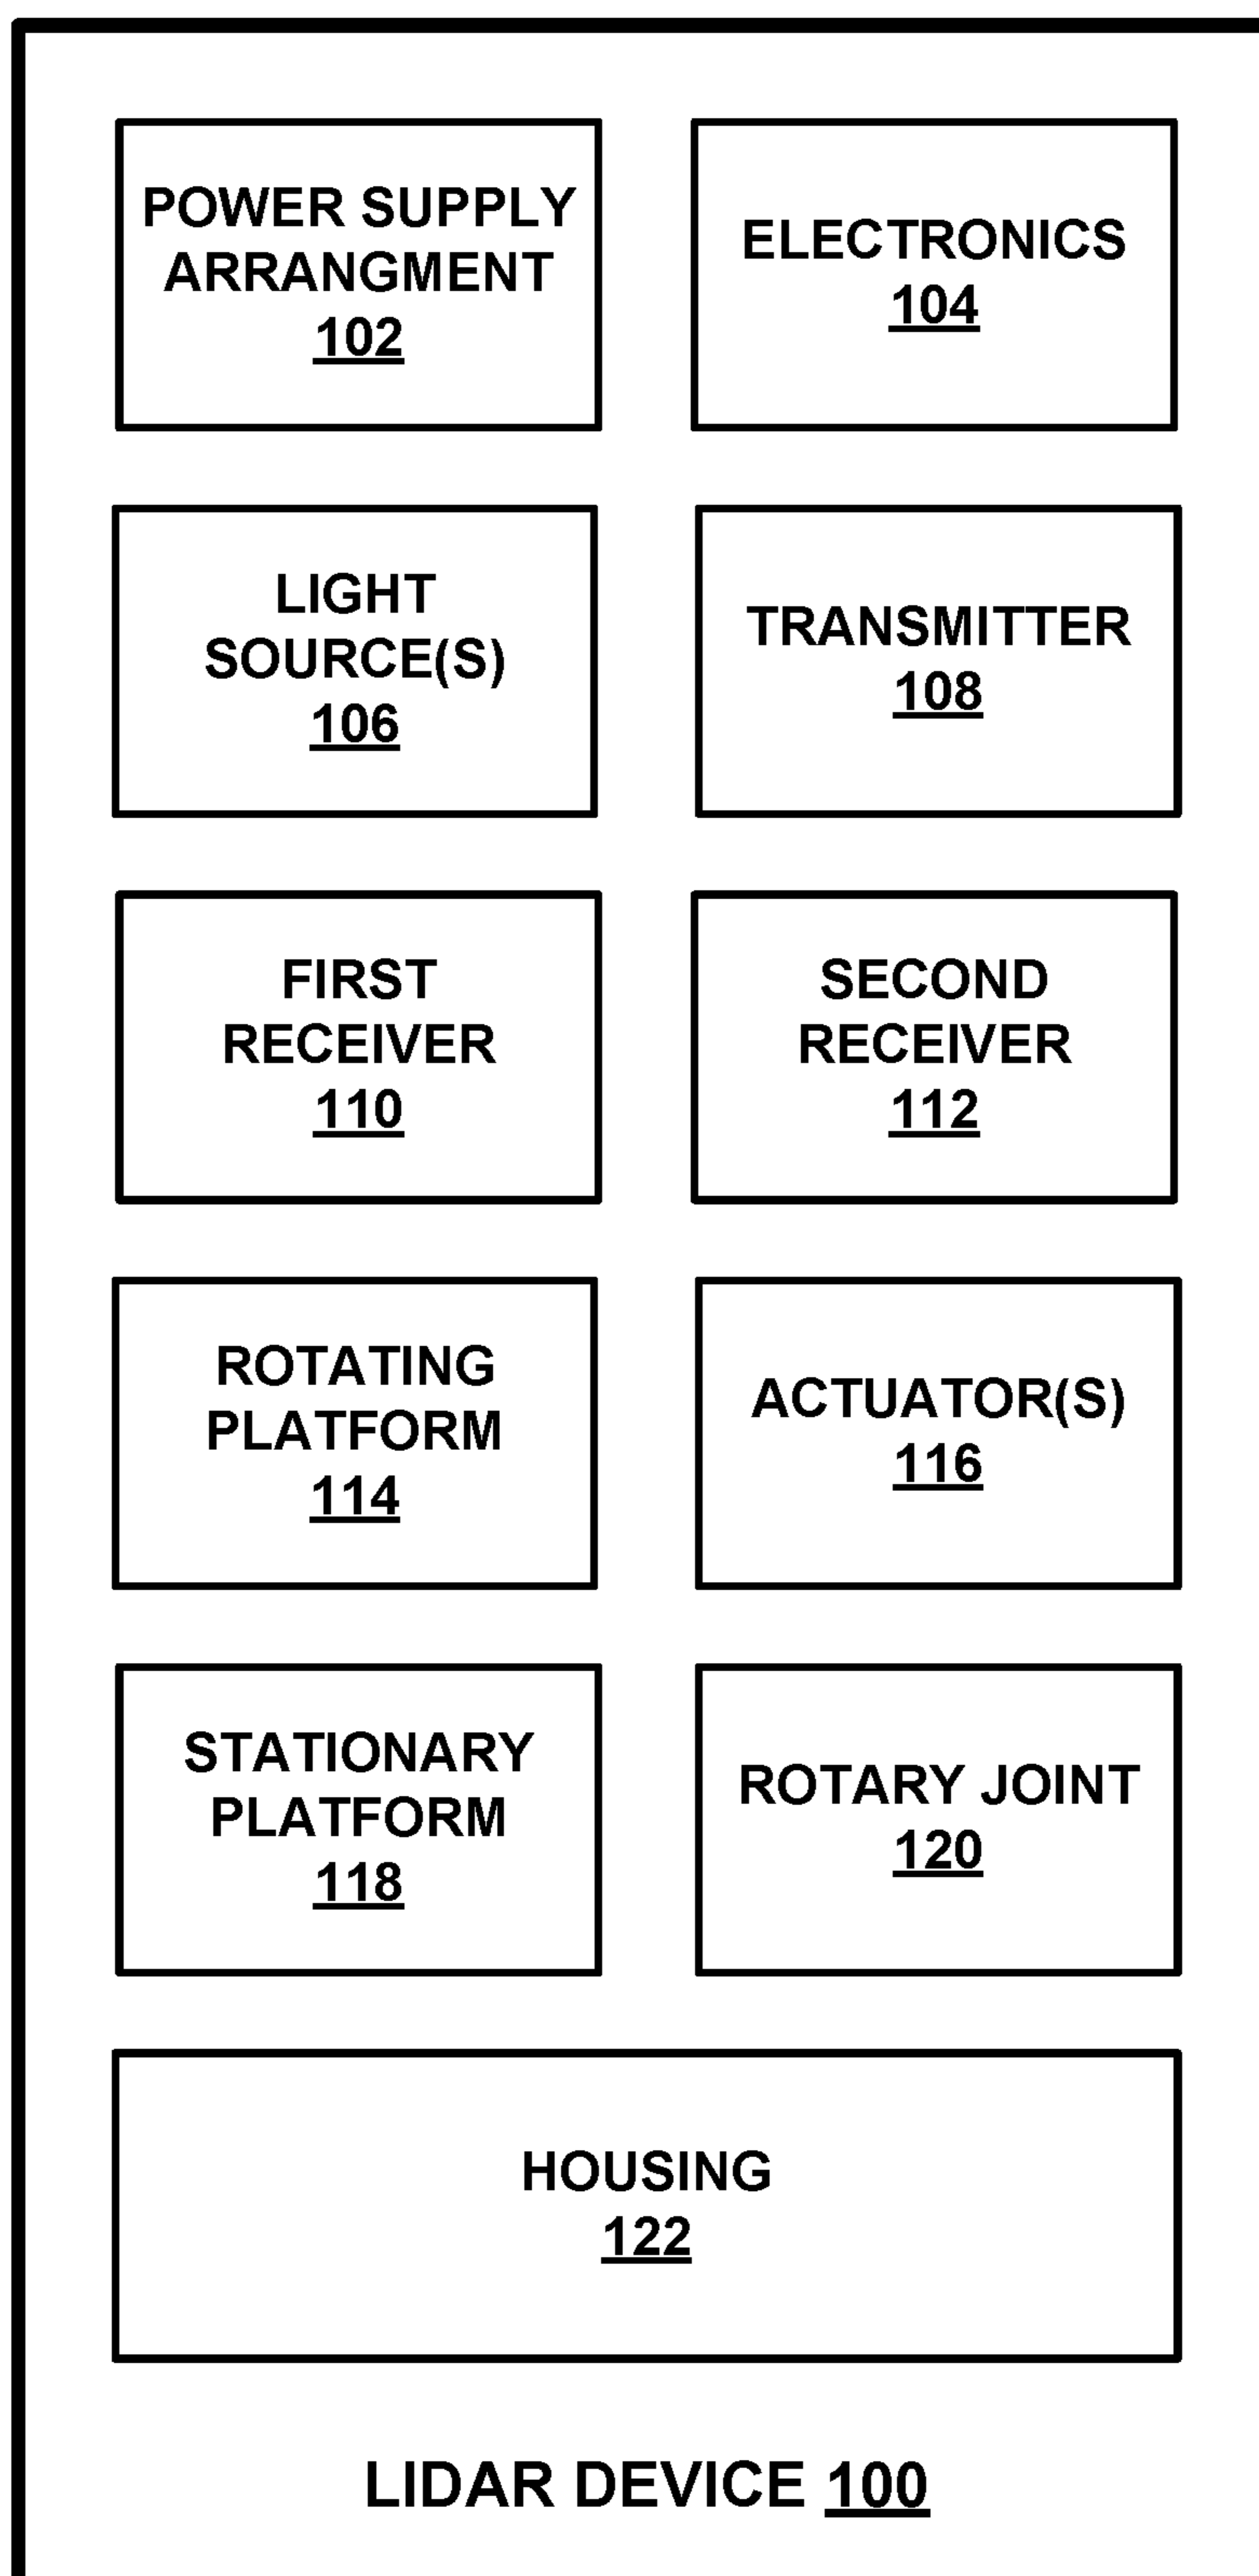 POWER SUPPLY
ARRANGMENT
102
ELECTRONICS
104
LIGHT
SOURCE(S)
106
TRANSMITTER
108
FIRST
RECEIVER
110
SECOND
RECEIVER
112
ROTATING
PLATFORM
114
ACTUATOR(S)
116
STATIONARY
PLATFORM
118
ROTARY JOINT
120
HOUSING
122
LIDAR DEVICE 100